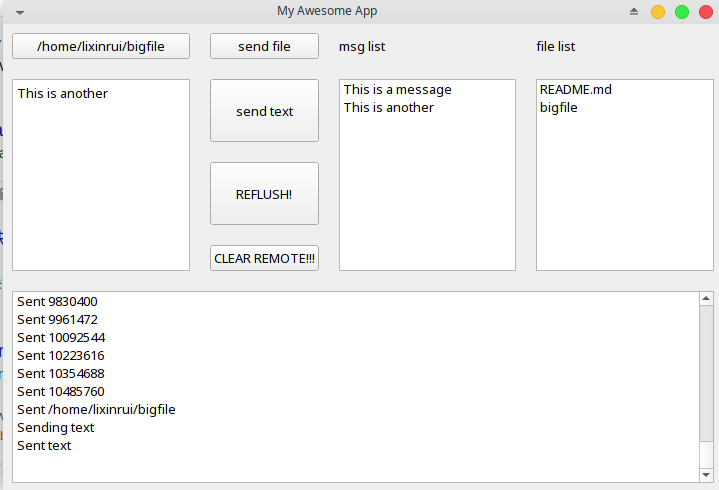 My Awesome App
/home/lixinrui/bigfile
send file
msg list
file list
This is another
send text
REFLUSH!
CLEAR REMOTE!!!
This is a message
This is another
README.md
bigfile
Sent 9830400
Sent 9961472
Sent 10092544
Sent 10223616
Sent 10354688
Sent 10485760
Sent /home/lixinrui/bigfile
Sending text
Sent text